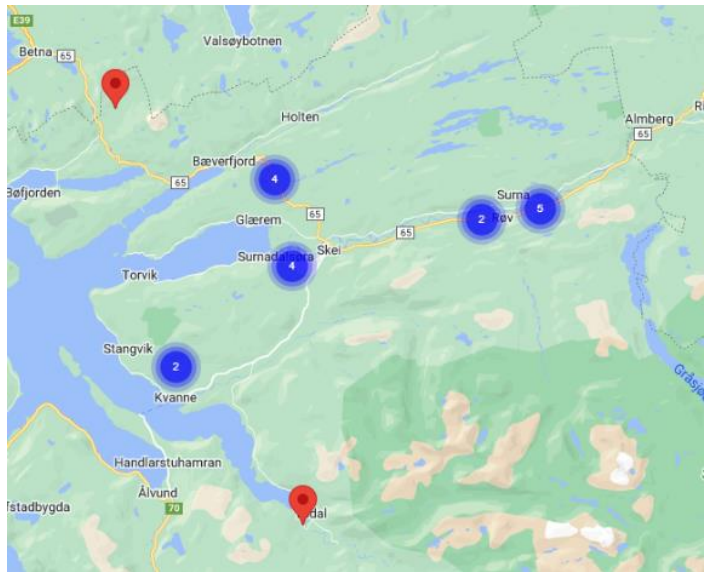 E39
Valsøybotnen
Betna
65
Almberg
65
Holten
Bæverfjord
4
65
Bøfjorden
Surna
5
2
Røv
Glærem
65
65
Skei
Surnadalsøra
4
Torvik
Stangvik
2
Kvanne
Handlarstuhamran
Ålvund
70